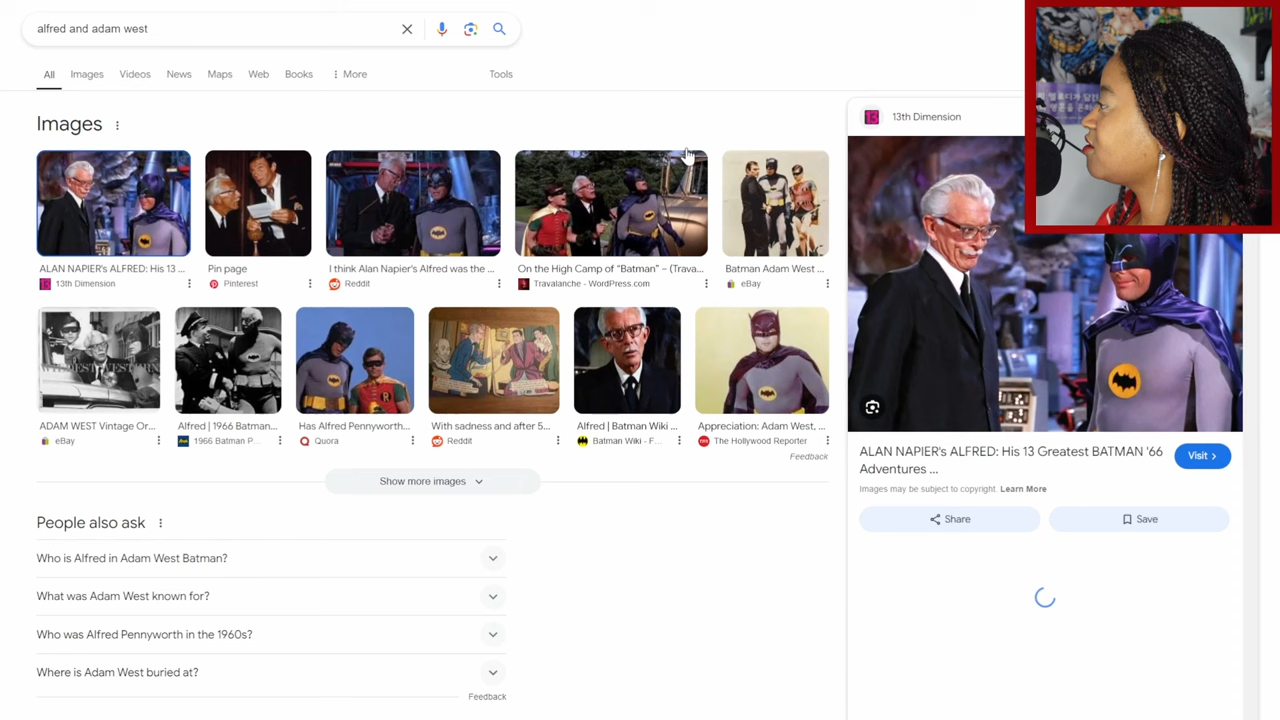 alfred and adam west
All Images Videos News Maps Web Books More Tools
Images
13th Dimension
ALAN NAPIER's ALFRED: His 13 ...
13th Dimension
Pin page
Pinterest
I think Alan Napier's Alfred was the ...
Reddit
On the High Camp of "Batman" – (Trava...
Travalanche - WordPress.com
Batman Adam West ...
eBay
ADAM WEST Vintage Or...
eBay
Alfred | 1966 Batman...
1966 Batman P...
Has Alfred Pennyworth...
Quora
With sadness and after 5...
Reddit
Alfred | Batman Wiki ...
Batman Wiki - F...
Appreciation: Adam West, ...
The Hollywood Reporter
Feedback
Show more images
People also ask
Who is Alfred in Adam West Batman?
What was Adam West known for?
Who was Alfred Pennyworth in the 1960s?
Where is Adam West buried at?
Feedback
ALAN NAPIER's ALFRED: His 13 Greatest BATMAN '66
Adventures ...
Visit
Images may be subject to copyright. Learn More
Share
Save